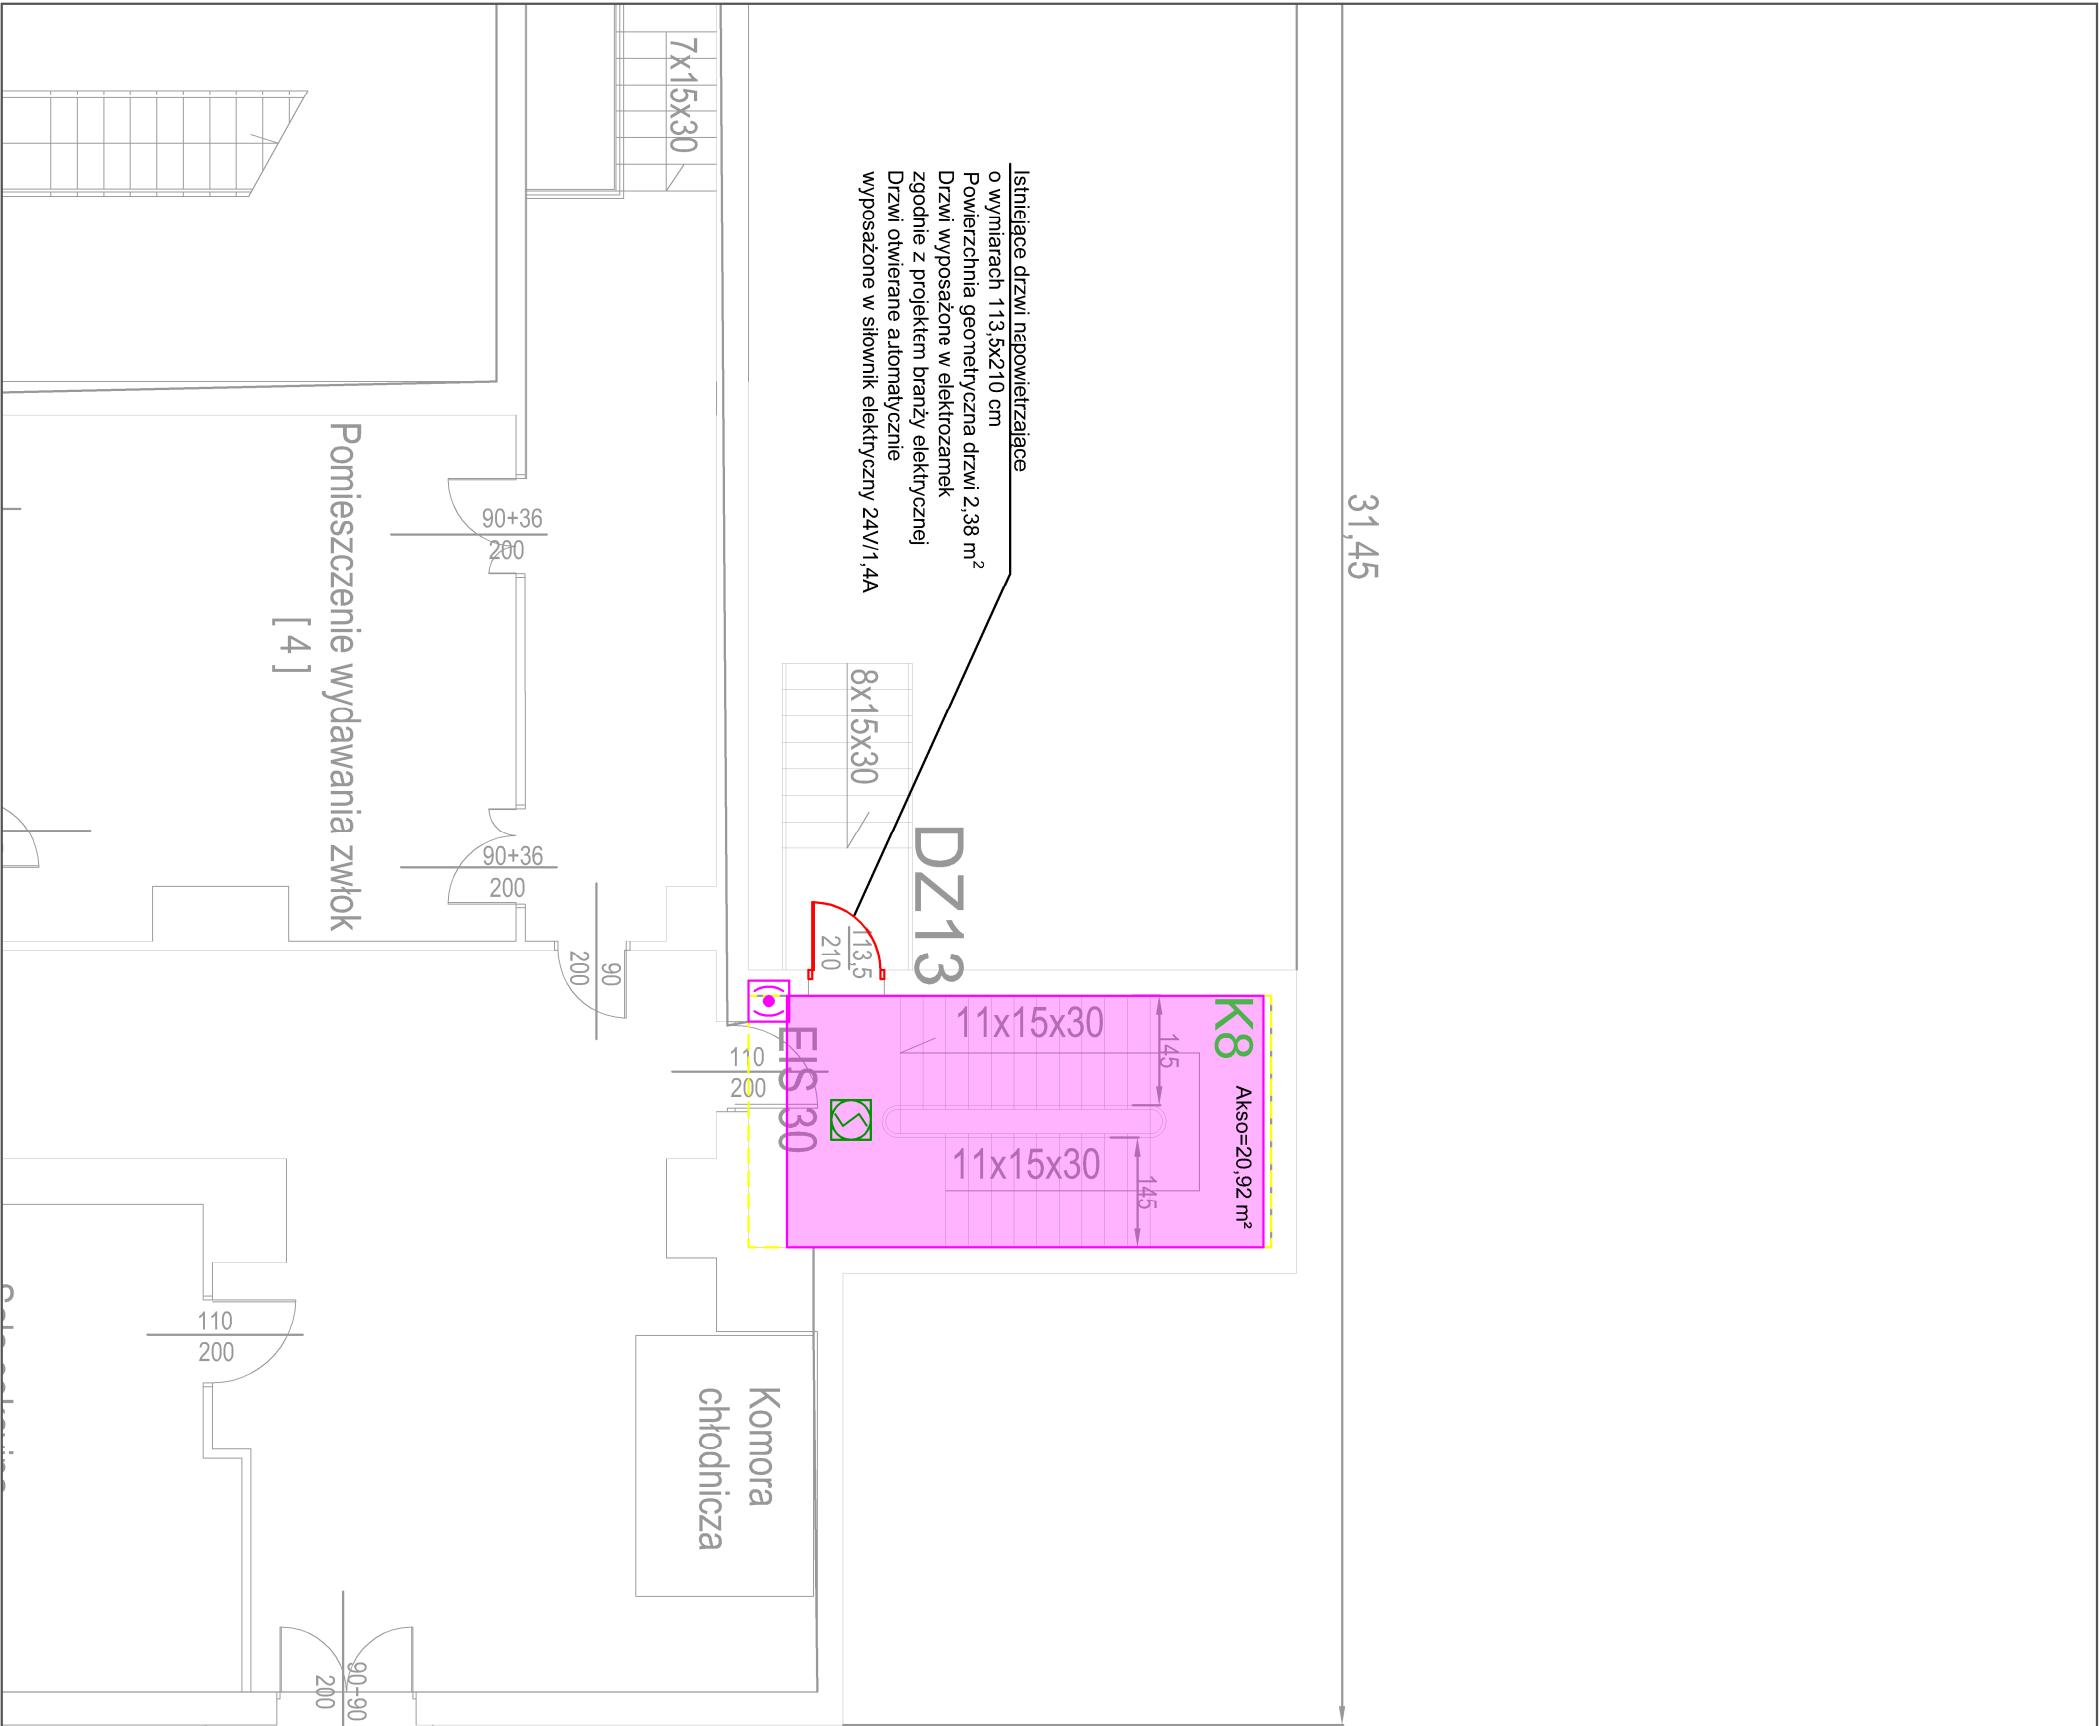 7x15x30
Istniejące drzwi napowietrzające
o wymiarach 113,5x210 cm
Powierzchnia geometryczna drzwi 2,38 m²
Drzwi wyposażone w elektrozamek
zgodnie z projektem branży elektrycznej
Drzwi otwierane automatycznie
wyposażone w siłownik elektryczny 24V/1,4A
31,45
Pomieszczenie wydawania zwłok
[ 4 ]
90+36
200
90+36
200
8x15x30
DZ13
113,5
210
90
200
K8
Akso=20,92 m²
11x15x30
145
11x15x30
145
EIS 30
110
200
110
200
Komora
chłodnicza
90+90
200